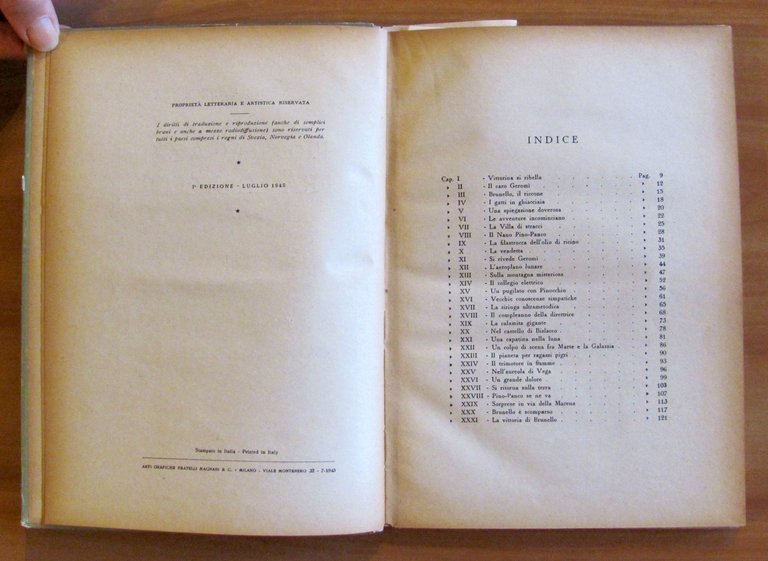 PROPRIETÀ LETTERARIA E ARTISTICA RISERVATA
I diritti di traduzione e riproduzione (anche di semplici
brani e anche a mezzo radiodiffusione) sono riservati per
tutti i paesi compresi i regni di Svezia, Norvegia e Olanda.
*
1ª EDIZIONE - LUGLIO 1945
*
Stampato in Italia - Printed in Italy
ARTI GRAFICHE FRATELLI MAGNANI & C. - MILANO - VIALE MONTENERO 32 - 7-1945
INDICE
Cap. I - Vittorina si ribella Pag. 9
» II - Il caro Geromì » 12
» III - Brunello, il riccone » 15
» IV - I gatti in ghiacciaia » 18
» V - Una spiegazione doverosa » 20
» VI - Le avventure incominciano » 22
» VII - La Villa di stracci » 25
» VIII - Il Nano Pino-Panco » 28
» IX - La filastrocca dell'olio di ricino » 31
» X - La vendetta » 35
» XI - Si rivede Geromì » 39
» XII - L'aeroplano lunare » 44
» XIII - Sulla montagna misteriosa » 47
» XIV - Il collegio elettrico » 52
» XV - Un pugilato con Pinocchio » 56
» XVI - Vecchie conoscenze simpatiche » 61
» XVII - La siringa ultrametodica » 65
» XVIII - Il compleanno della direttrice » 68
» XIX - La calamita gigante » 73
» XX - Nel castello di Bislacco » 78
» XXI - Una capatina nella luna » 81
» XXII - Un colpo di scena fra Marte e la Galassia » 86
» XXIII - Il pianeta per ragazzi pigri » 90
» XXIV - Il trimotore in fiamme » 93
» XXV - Nell'aureola di Vega » 96
» XXVI - Un grande dolore » 99
» XXVII - Si ritorna sulla terra » 103
» XXVIII - Pino-Panco se ne va » 107
» XXIX - Sorprese in via della Marena » 113
» XXX - Brunello è scomparso » 117
» XXXI - La vittoria di Brunello » 121